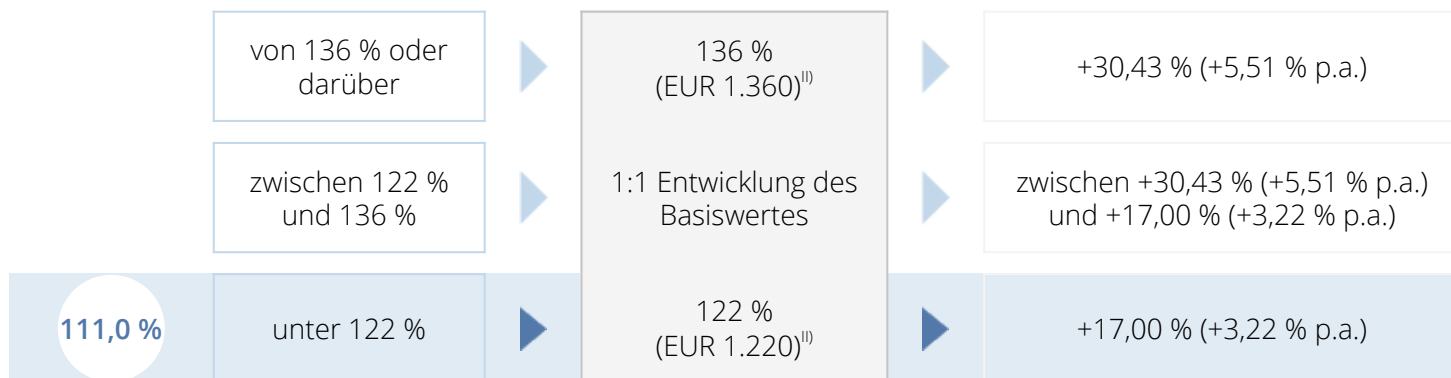 von 136 % oder
darüber
136 %
(EUR 1.360)II)
+30,43 % (+5,51 % p.a.)
zwischen 122 %
und 136 %
1:1 Entwicklung des
Basiswertes
zwischen +30,43 % (+5,51 % p.a.)
und +17,00 % (+3,22 % p.a.)
111,0 %
unter 122 %
122 %
(EUR 1.220)II)
+17,00 % (+3,22 % p.a.)